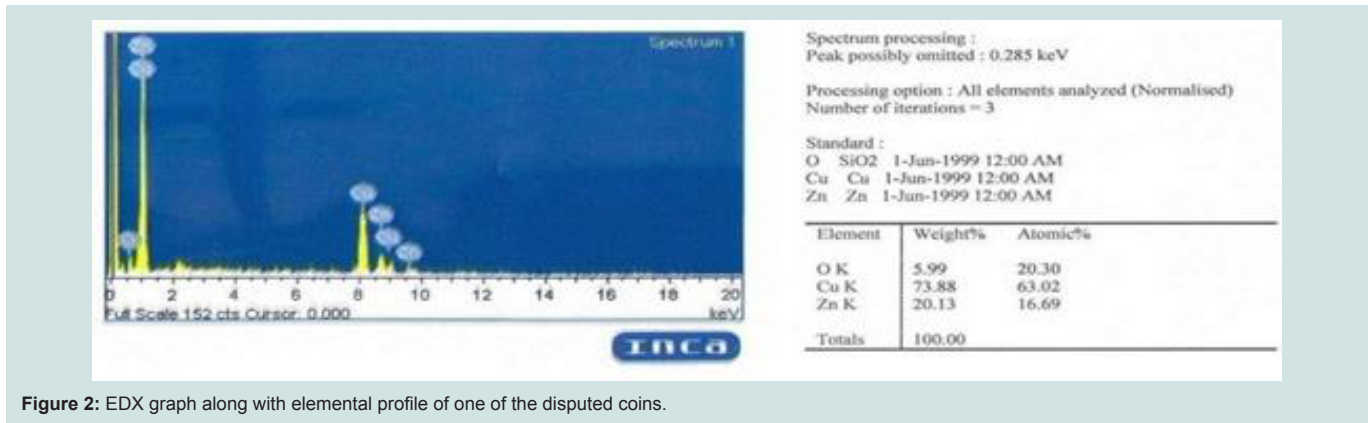 Spectrum 1
0 2 4 6 8 10 12 14 16 18 20
Full Scale 152 cts Cursor: 0.000 keV
INCA
Spectrum processing :
Peak possibly omitted : 0.285 keV
Processing option : All elements analyzed (Normalised)
Number of iterations = 3
Standard :
O SiO2 1-Jun-1999 12:00 AM
Cu Cu 1-Jun-1999 12:00 AM
Zn Zn 1-Jun-1999 12:00 AM
Element Weight% Atomic%
O K 5.99 20.30
Cu K 73.88 63.02
Zn K 20.13 16.69
Totals 100.00
Figure 2: EDX graph along with elemental profile of one of the disputed coins.